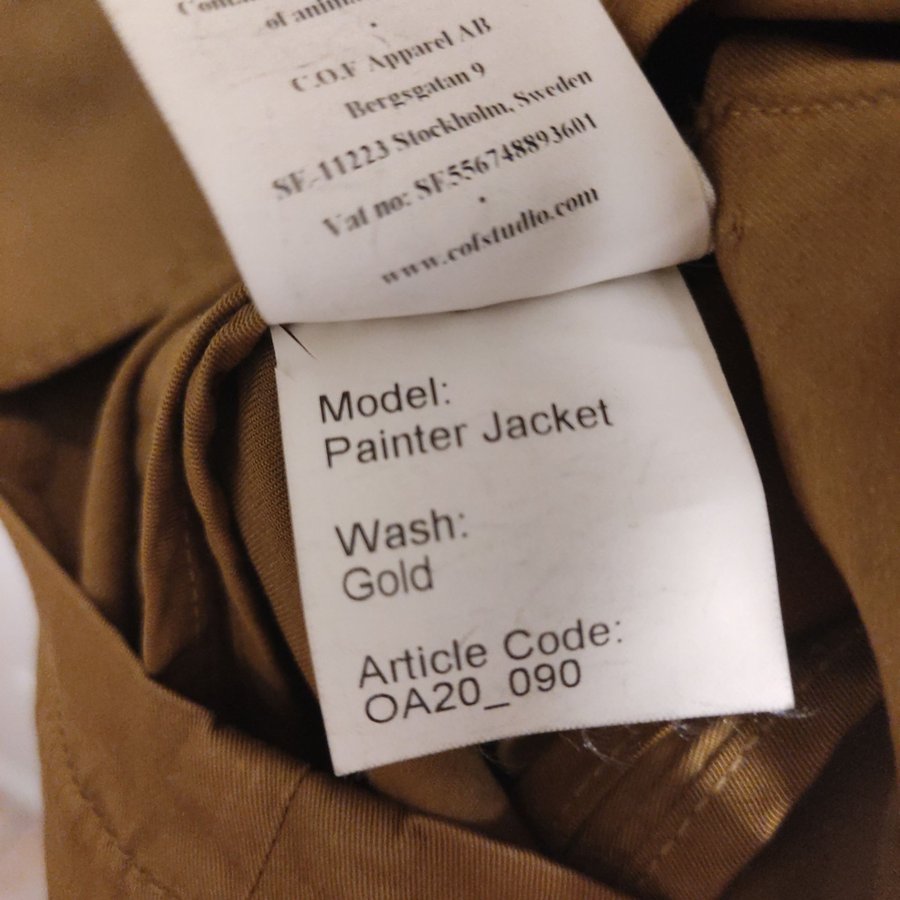 of anima
C.O.F Apparel AB
Bergsgatan 9
SE-11223 Stockholm, Sweden
Vat no: SE556748893601
www.cofstudio.com
Model:
Painter Jacket
Wash:
Gold
Article Code:
OA20_090